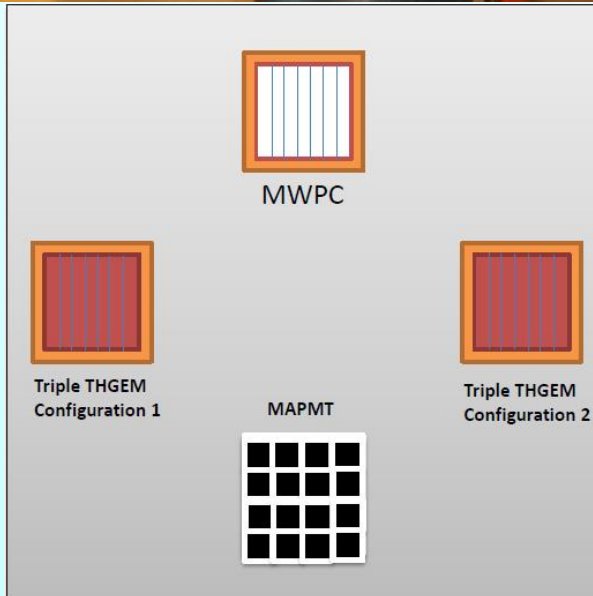 MWPC
Triple THGEM
Configuration 1
MAPMT
Triple THGEM
Configuration 2